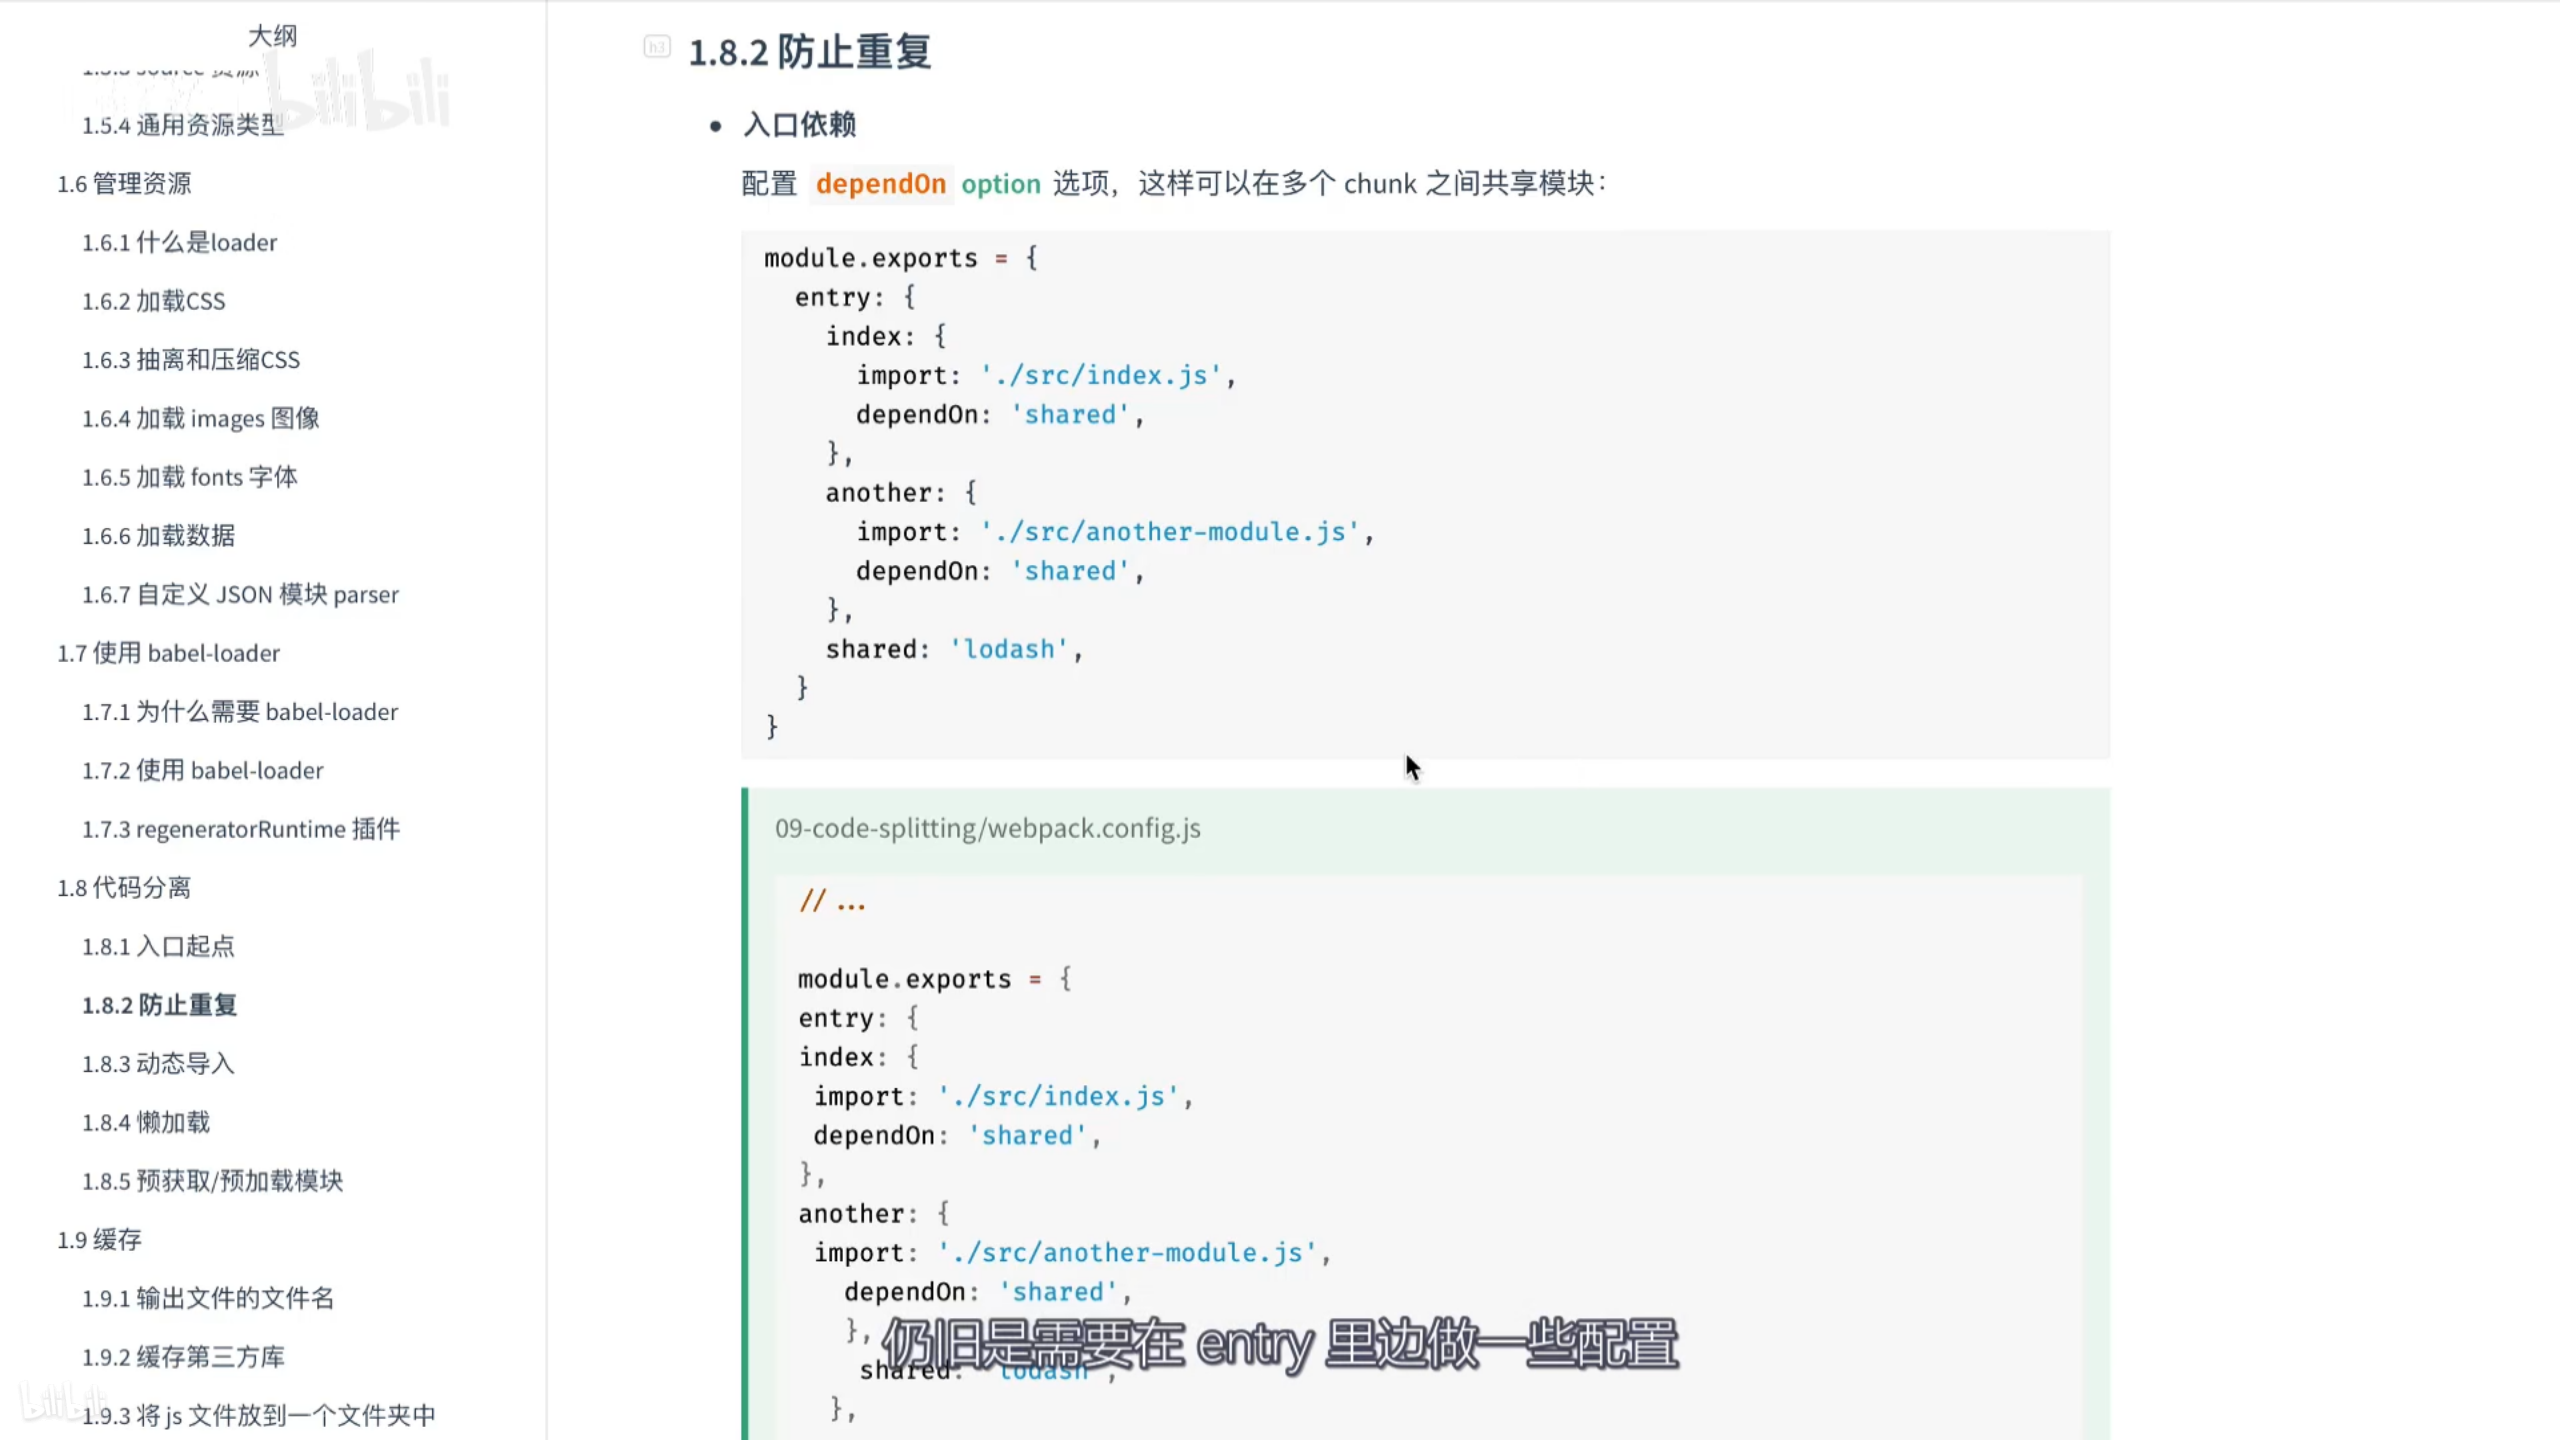 大纲
1.5.3 source 资源
bilibili
1.5.4 通用资源类型
1.6 管理资源
1.6.1 什么是loader
1.6.2 加载CSS
1.6.3 抽离和压缩CSS
1.6.4 加载 images 图像
1.6.5 加载 fonts 字体
1.6.6 加载数据
1.6.7 自定义 JSON 模块 parser
1.7 使用 babel-loader
1.7.1 为什么需要 babel-loader
1.7.2 使用 babel-loader
1.7.3 regeneratorRuntime 插件
1.8 代码分离
1.8.1 入口起点
1.8.2 防止重复
1.8.3 动态导入
1.8.4 懒加载
1.8.5 预获取/预加载模块
1.9 缓存
1.9.1 输出文件的文件名
1.9.2 缓存第三方库
bilibili
1.9.3 将 js 文件放到一个文件夹中
h3
1.8.2 防止重复
• 入口依赖
配置 dependOn option 选项，这样可以在多个 chunk 之间共享模块：
module.exports = {
entry: {
index: {
import: './src/index.js',
dependOn: 'shared',
},
another: {
import: './src/another-module.js',
dependOn: 'shared',
},
shared: 'lodash',
}
}
09-code-splitting/webpack.config.js
// ...
module.exports = {
entry: {
index: {
import: './src/index.js',
dependOn: 'shared',
},
another: {
import: './src/another-module.js',
dependOn: 'shared',
},
仍旧是需要在 entry 里边做一些配置
shared: 'lodash',
},